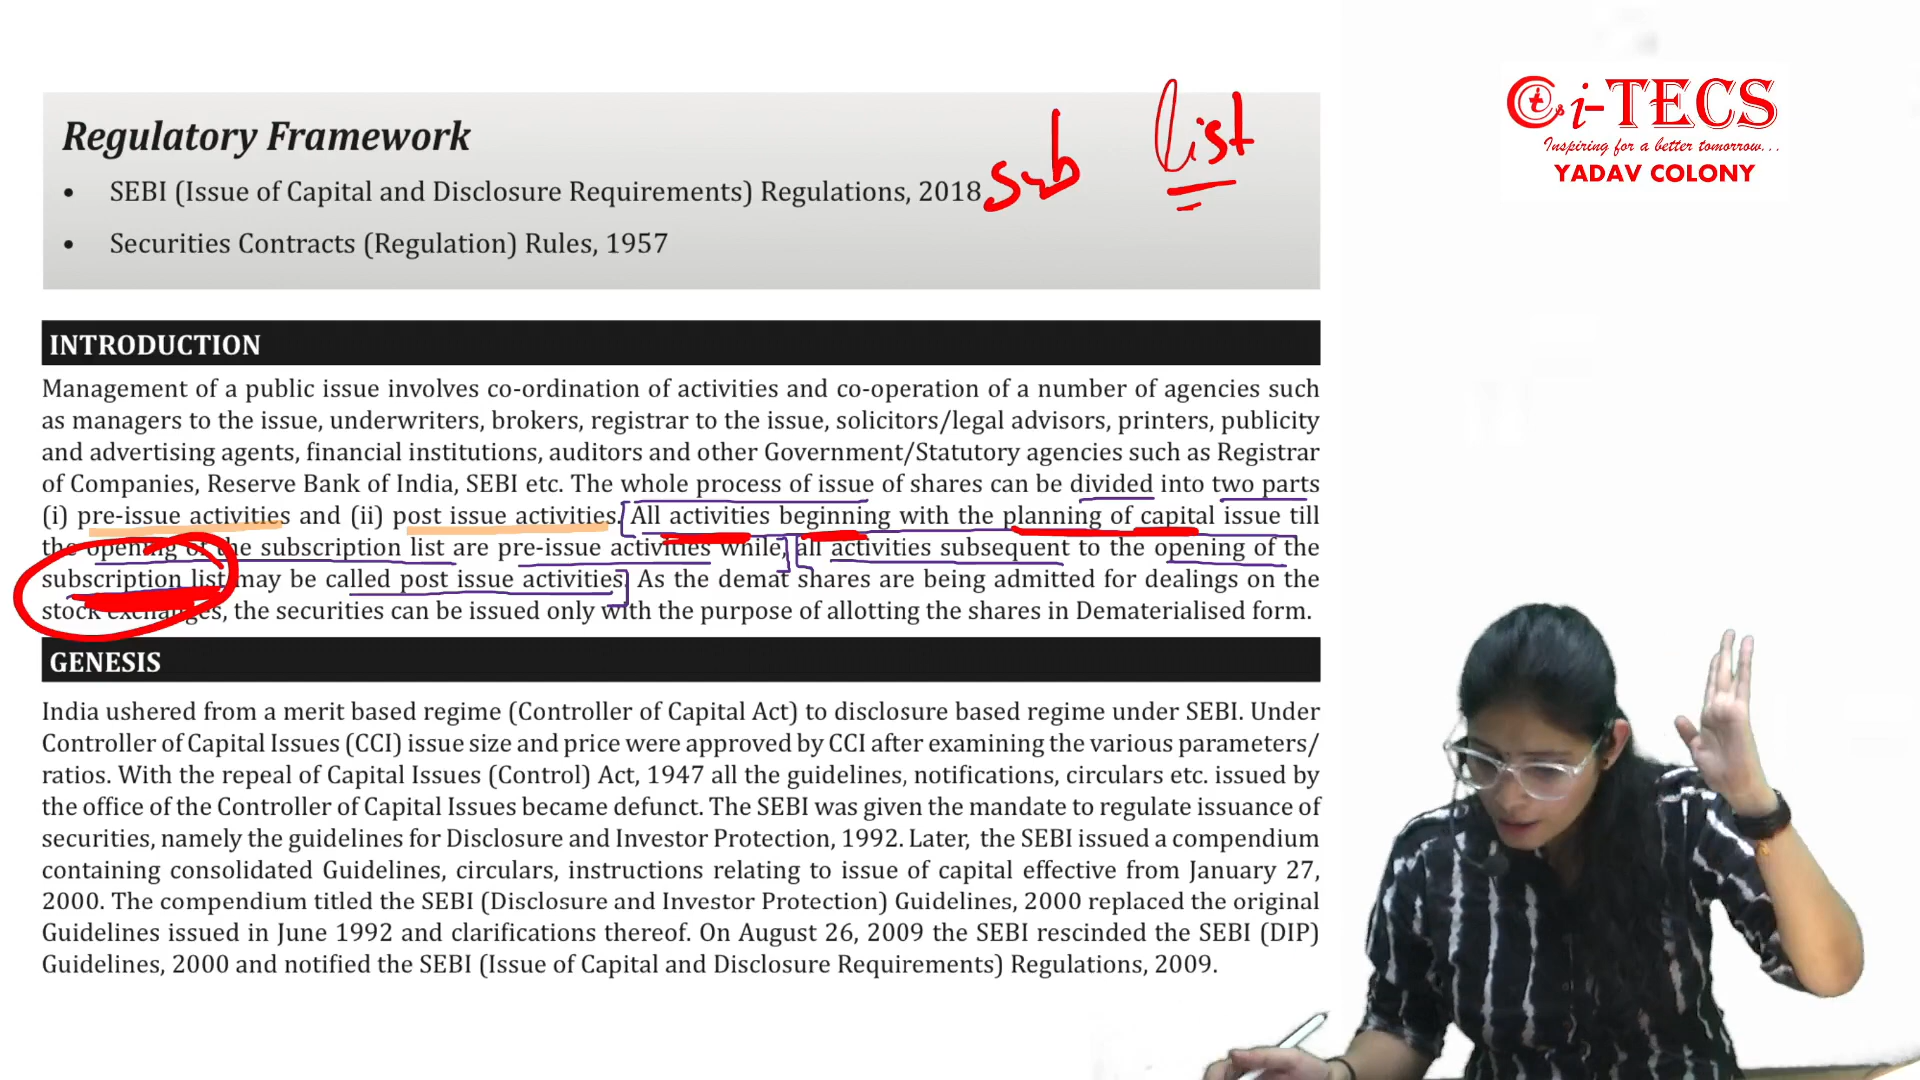 sub list
Regulatory Framework
• SEBI (Issue of Capital and Disclosure Requirements) Regulations, 2018
• Securities Contracts (Regulation) Rules, 1957
i-TECS
Inspiring for a better tomorrow...
YADAV COLONY
INTRODUCTION
Management of a public issue involves co-ordination of activities and co-operation of a number of agencies such
as managers to the issue, underwriters, brokers, registrar to the issue, solicitors/legal advisors, printers, publicity
and advertising agents, financial institutions, auditors and other Government/Statutory agencies such as Registrar
of Companies, Reserve Bank of India, SEBI etc. The whole process of issue of shares can be divided into two parts
(i) pre-issue activities and (ii) post issue activities. All activities beginning with the planning of capital issue till
the opening of the subscription list are pre-issue activities while, all activities subsequent to the opening of the
subscription list may be called post issue activities. As the demat shares are being admitted for dealings on the
stock exchanges, the securities can be issued only with the purpose of allotting the shares in Dematerialised form.
GENESIS
India ushered from a merit based regime (Controller of Capital Act) to disclosure based regime under SEBI. Under
Controller of Capital Issues (CCI) issue size and price were approved by CCI after examining the various parameters/
ratios. With the repeal of Capital Issues (Control) Act, 1947 all the guidelines, notifications, circulars etc. issued by
the office of the Controller of Capital Issues became defunct. The SEBI was given the mandate to regulate issuance of
securities, namely the guidelines for Disclosure and Investor Protection, 1992. Later, the SEBI issued a compendium
containing consolidated Guidelines, circulars, instructions relating to issue of capital effective from January 27,
2000. The compendium titled the SEBI (Disclosure and Investor Protection) Guidelines, 2000 replaced the original
Guidelines issued in June 1992 and clarifications thereof. On August 26, 2009 the SEBI rescinded the SEBI (DIP)
Guidelines, 2000 and notified the SEBI (Issue of Capital and Disclosure Requirements) Regulations, 2009.